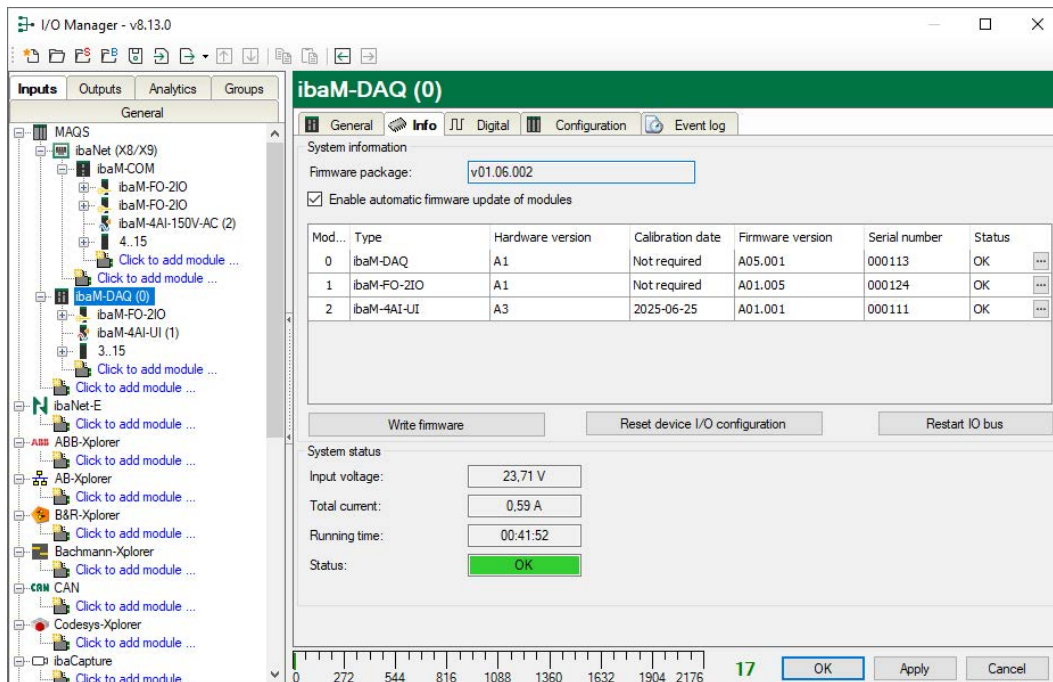 I/O Manager - v8.13.0
Inputs Outputs Analytics Groups
General
MAQS
ibaNet (X8/X9)
ibaM-COM
ibaM-FO-2IO
ibaM-FO-2IO
ibaM-4AI-150V-AC (2)
4..15
Click to add module ...
Click to add module ...
ibaM-DAQ (0)
ibaM-FO-2IO
ibaM-4AI-UI (1)
3..15
Click to add module ...
Click to add module ...
ibaNet-E
Click to add module ...
ABB ABB-Xplorer
Click to add module ...
AB-Xplorer
Click to add module ...
B&R-Xplorer
Click to add module ...
Bachmann-Xplorer
Click to add module ...
CAN CAN
Click to add module ...
Codesys-Xplorer
Click to add module ...
ibaCapture
Click to add module ...
ibaM-DAQ (0)
General Info Digital Configuration Event log
System information
Firmware package: v01.06.002
Enable automatic firmware update of modules
Mod... Type Hardware version Calibration date Firmware version Serial number Status
0 ibaM-DAQ A1 Not required A05.001 000113 OK ...
1 ibaM-FO-2IO A1 Not required A01.005 000124 OK ...
2 ibaM-4AI-UI A3 2025-06-25 A01.001 000111 OK ...
Write firmware Reset device I/O configuration Restart IO bus
System status
Input voltage: 23,71 V
Total current: 0,59 A
Running time: 00:41:52
Status: OK
0 272 544 816 1088 1360 1632 1904 2176 17 OK Apply Cancel